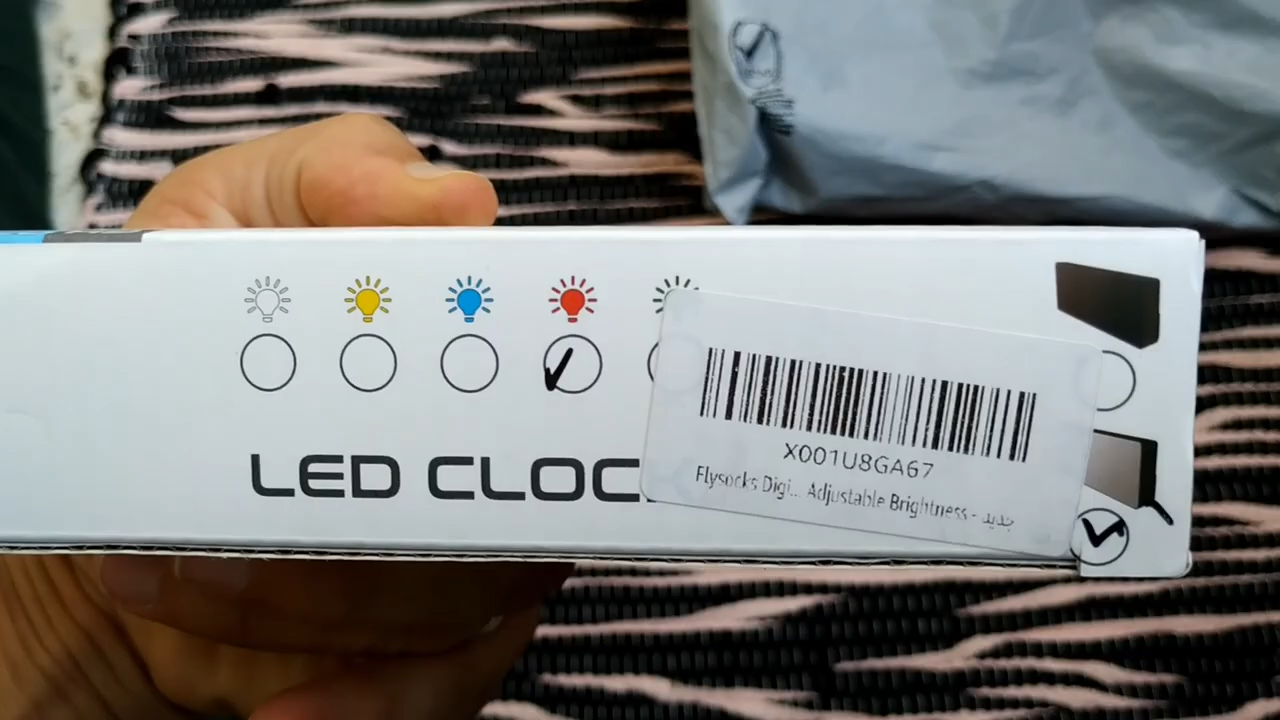 LED CLOC
X001U8GA67
Flysocks Digi... Adjustable Brightness - جديد